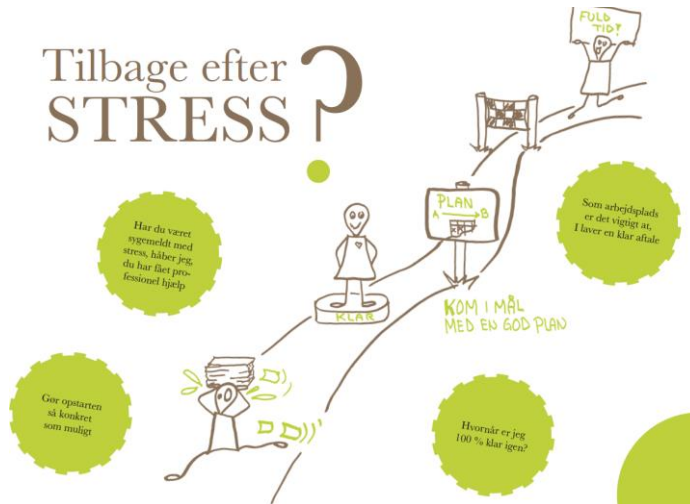 Tilbage efter
STRESS?
FULD
TID!
Har du været
sygemeldt med
stress, håber jeg,
du har fået pro-
fessionel hjælp
PLAN
A → B
Som arbejdsplads
er det vigtigt at,
I laver en klar aftale
KLAR
KOM I MÅL
MED EN GOD PLAN
Gør opstarten
så konkret
som muligt
Hvornår er jeg
100 % klar igen?